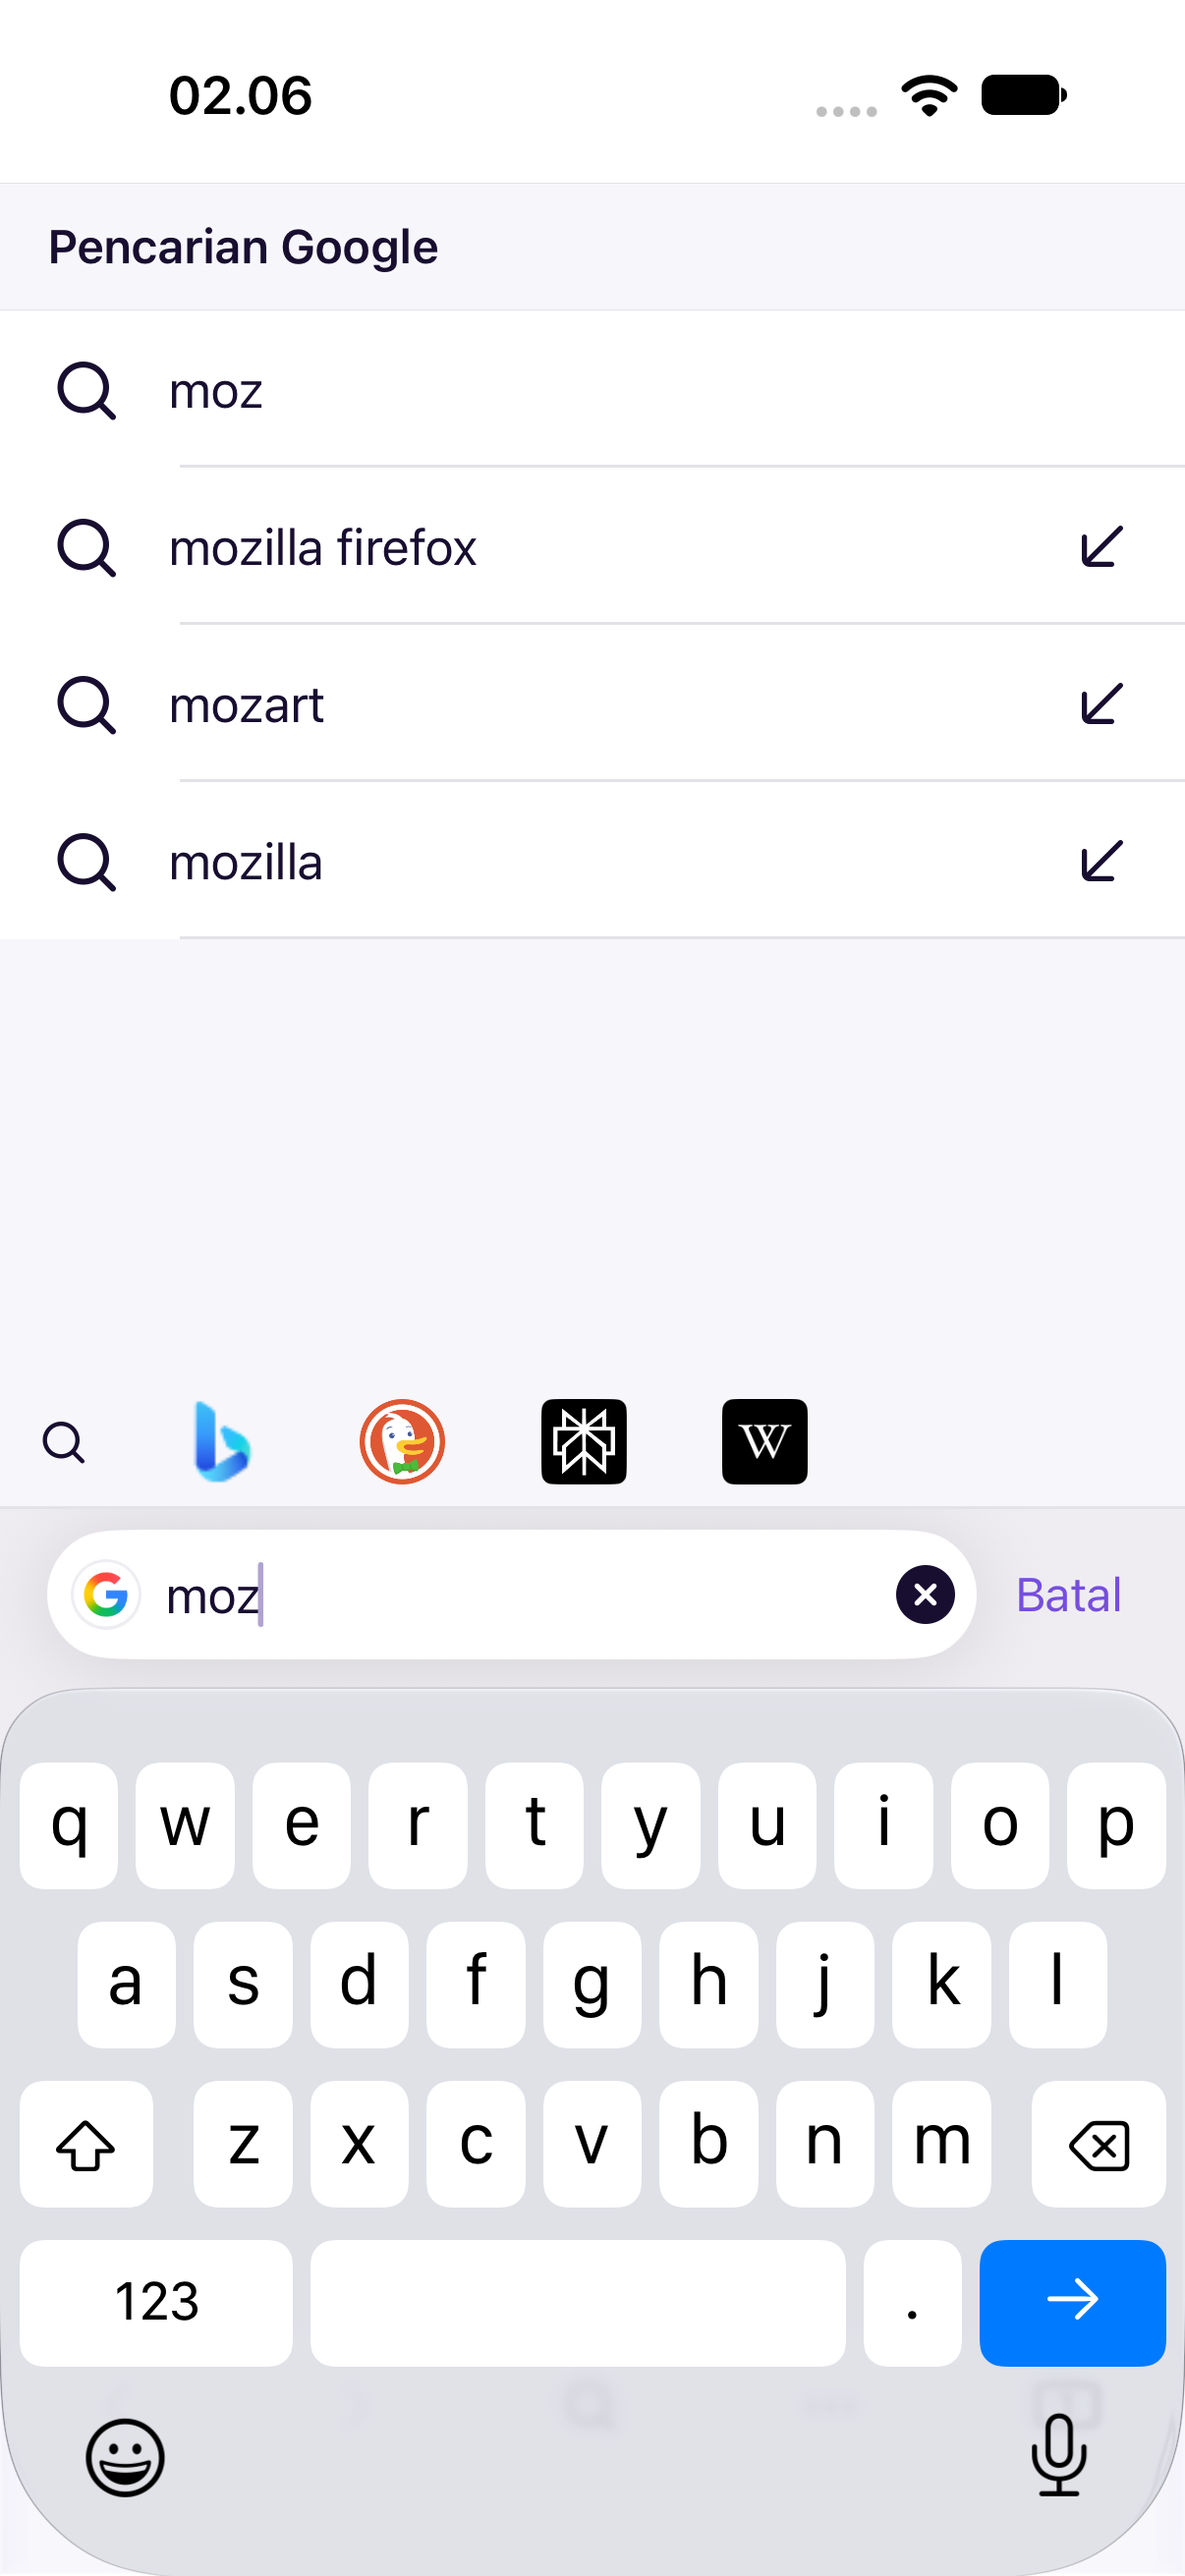 02.06
Pencarian Google
moz
mozilla firefox
mozart
mozilla
W
moz
Batal
q w e r t y u i o p
a s d f g h j k l
z x c v b n m
123 .